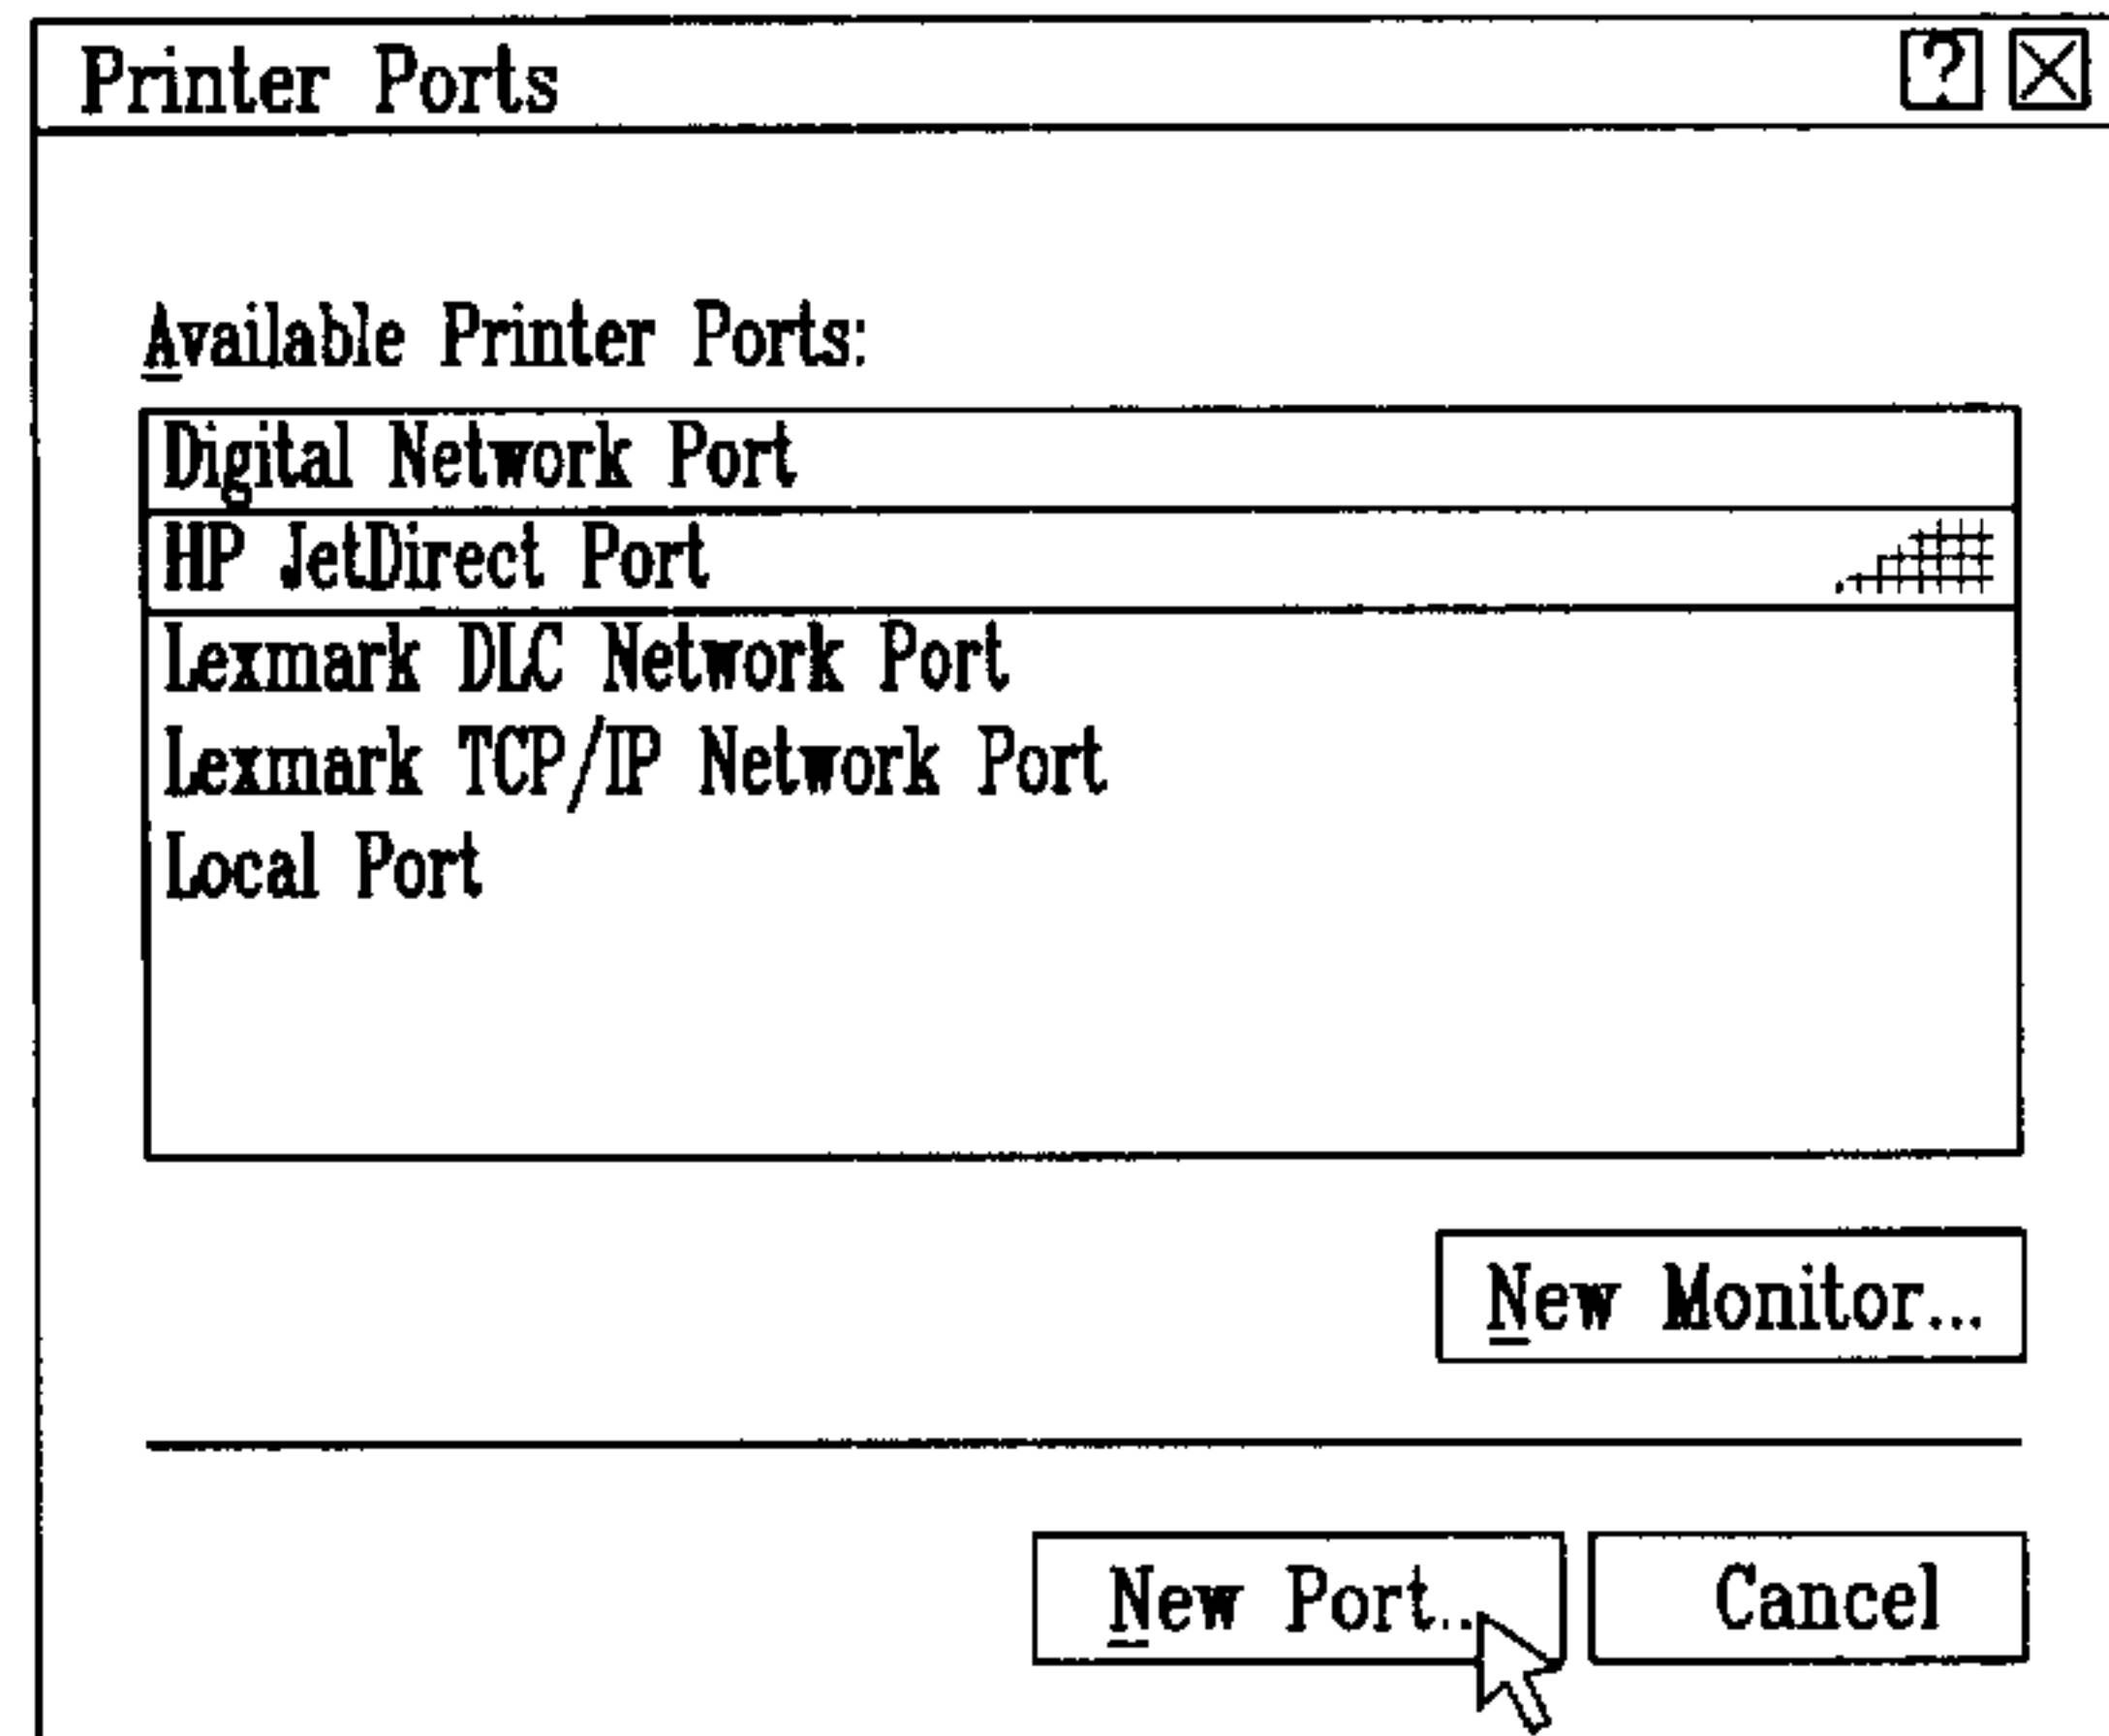 Printer Ports ?
Available Printer Ports:
Digital Network Port
HP JetDirect Port
Lexmark DLC Network Port
Lexmark TCP/IP Network Port
Local Port
New Monitor...
New Port.. Cancel